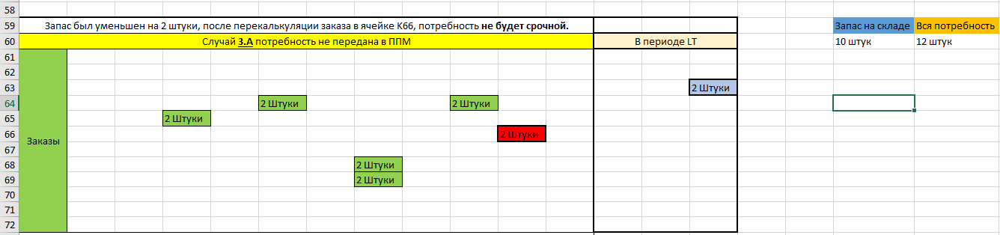 58
59
Запас был уменьшен на 2 штуки, после перекалькуляции заказа в ячейке К66, потребность не будет срочной.
Запас на складе
Вся потребность
60
Случай 3.А потребность не передана в ППМ
В периоде LT
10 штук
12 штук
61
62
63
2 Штуки
64
2 Штуки
2 Штуки
65
2 Штуки
66
Заказы
2 Штуки
67
68
2 Штуки
69
2 Штуки
70
71
72